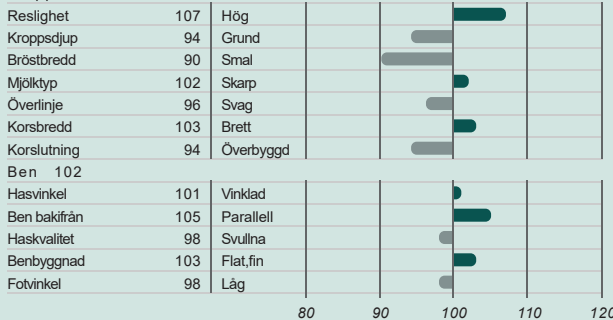 Reslighet 107 Hög
Kroppsdjup 94 Grund
Bröstbredd 90 Smal
Mjölktyp 102 Skarp
Överlinje 96 Svag
Korsbredd 103 Brett
Korslutning 94 Överbyggd
Ben 102
Hasvinkel 101 Vinklad
Ben bakifrån 105 Parallell
Haskvalitet 98 Svullna
Benbyggnad 103 Flat,fin
Fotvinkel 98 Låg
80 90 100 110 120